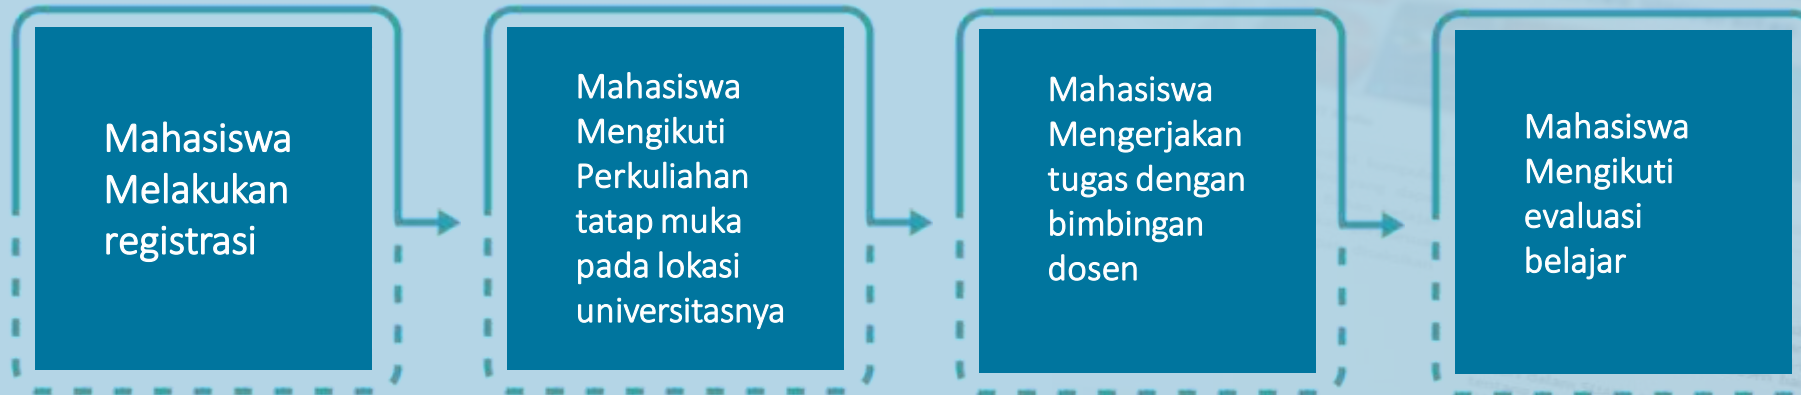 Mahasiswa
Melakukan
registrasi
Mahasiswa
Mengikuti
Perkuliahan
tatap muka
pada lokasi
universitasnya
Mahasiswa
Mengerjakan
tugas dengan
bimbingan
dosen
Mahasiswa
Mengikuti
evaluasi
belajar